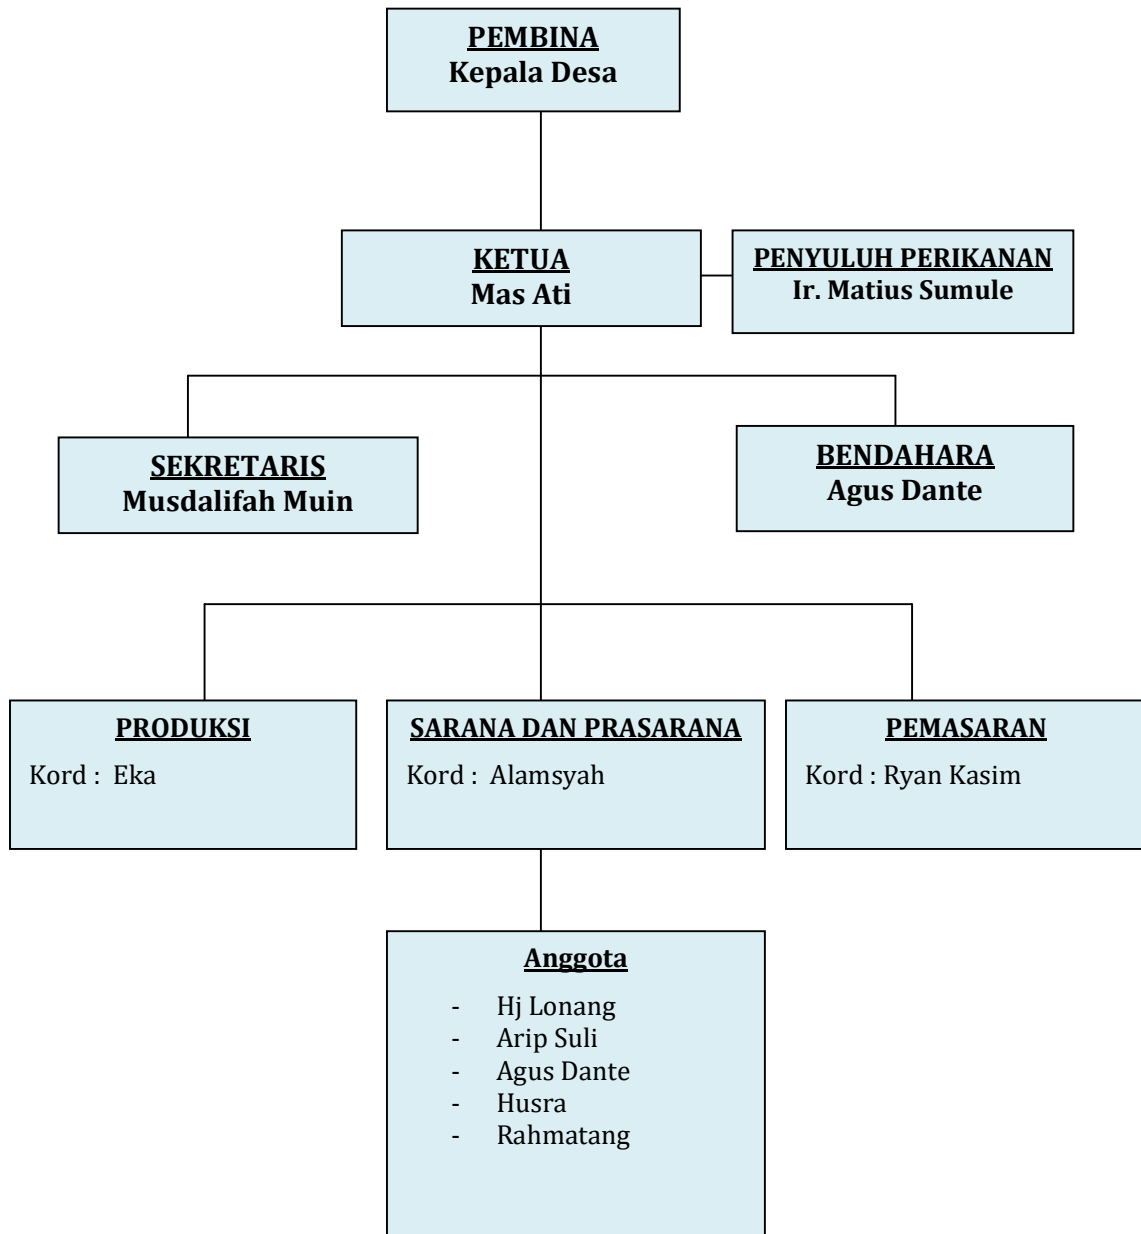 PEMBINA
Kepala Desa
KETUA
Mas Ati
PENYULUH PERIKANAN
Ir. Matius Sumule
SEKRETARIS
Musdalifah Muin
BENDAHARA
Agus Dante
PRODUKSI
Kord :  Eka
SARANA DAN PRASARANA
Kord :  Alamsyah
PEMASARAN
Kord : Ryan Kasim
Anggota
- Hj Lonang
- Arip Suli
- Agus Dante
- Husra
- Rahmatang